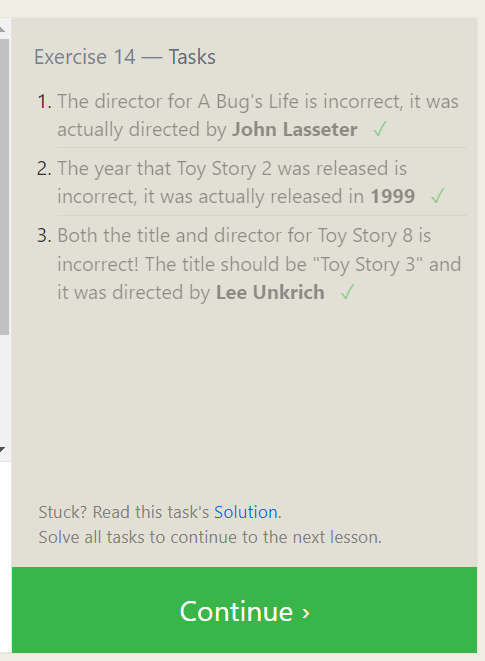 Exercise 14 — Tasks
1. The director for A Bug's Life is incorrect, it was
actually directed by John Lasseter ✓
2. The year that Toy Story 2 was released is
incorrect, it was actually released in 1999 ✓
3. Both the title and director for Toy Story 8 is
incorrect! The title should be "Toy Story 3" and
it was directed by Lee Unkrich ✓
Stuck? Read this task's Solution.
Solve all tasks to continue to the next lesson.
Continue ›